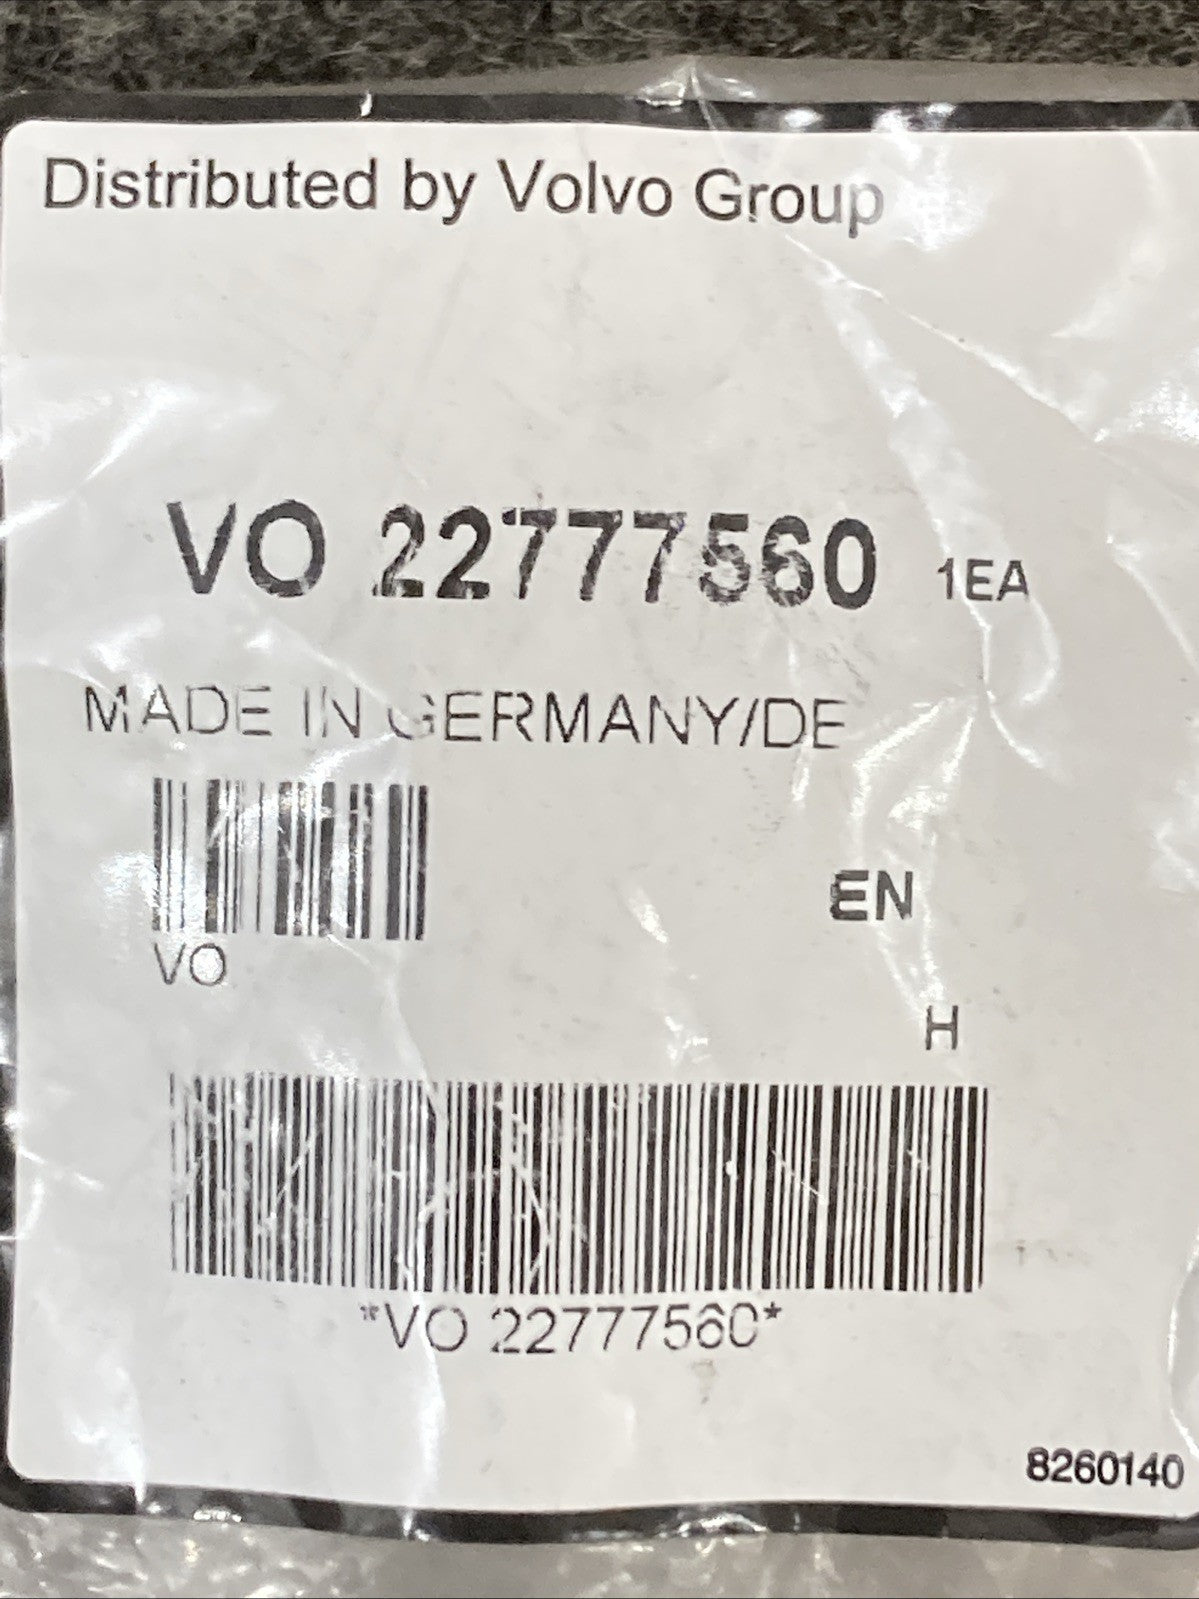 Distributed by Volvo Group
VO 22777560 1EA
MADE IN GERMANY/DE
EN
VO
H
*VO 22777560*
8260140